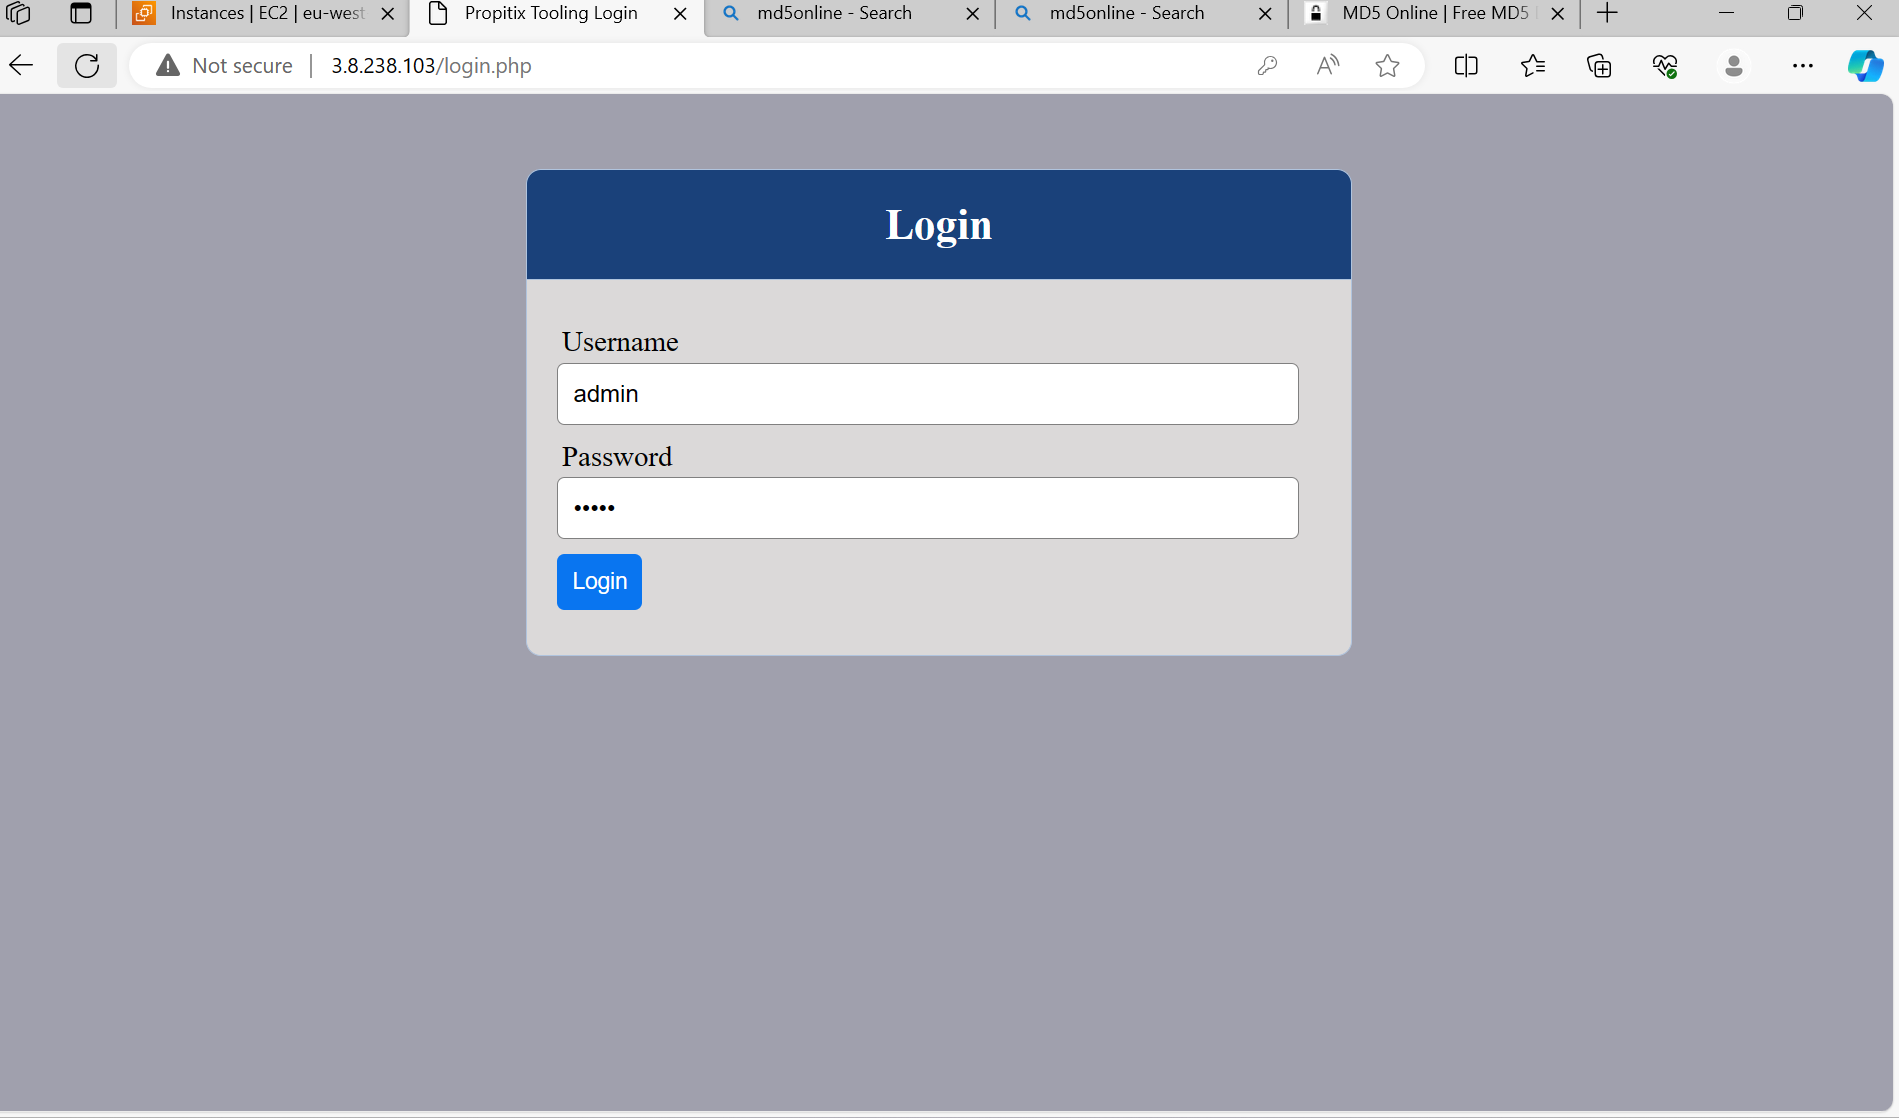 Instances | EC2 | eu-west
Propitix Tooling Login
md5online - Search
md5online - Search
MD5 Online | Free MD5
Not secure
3.8.238.103/login.php
Login
Username
admin
Password
•••••
Login